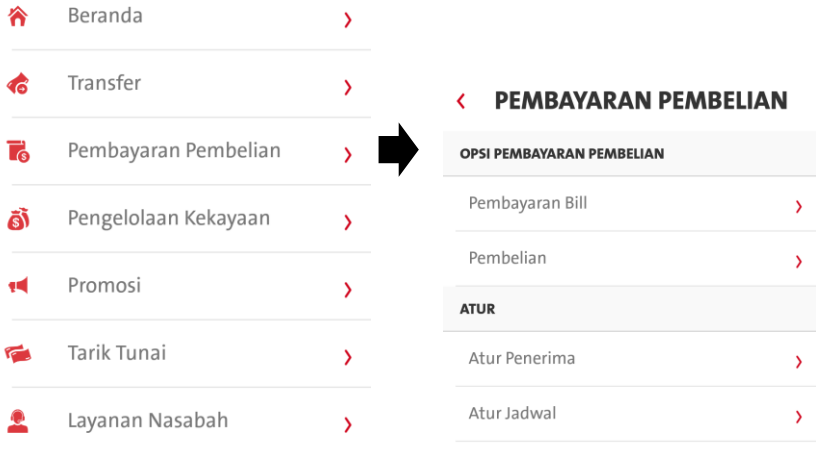 Beranda
Transfer
Pembayaran Pembelian
Pengelolaan Kekayaan
Promosi
Tarik Tunai
Layanan Nasabah
PEMBAYARAN PEMBELIAN
OPSI PEMBAYARAN PEMBELIAN
Pembayaran Bill
Pembelian
ATUR
Atur Penerima
Atur Jadwal